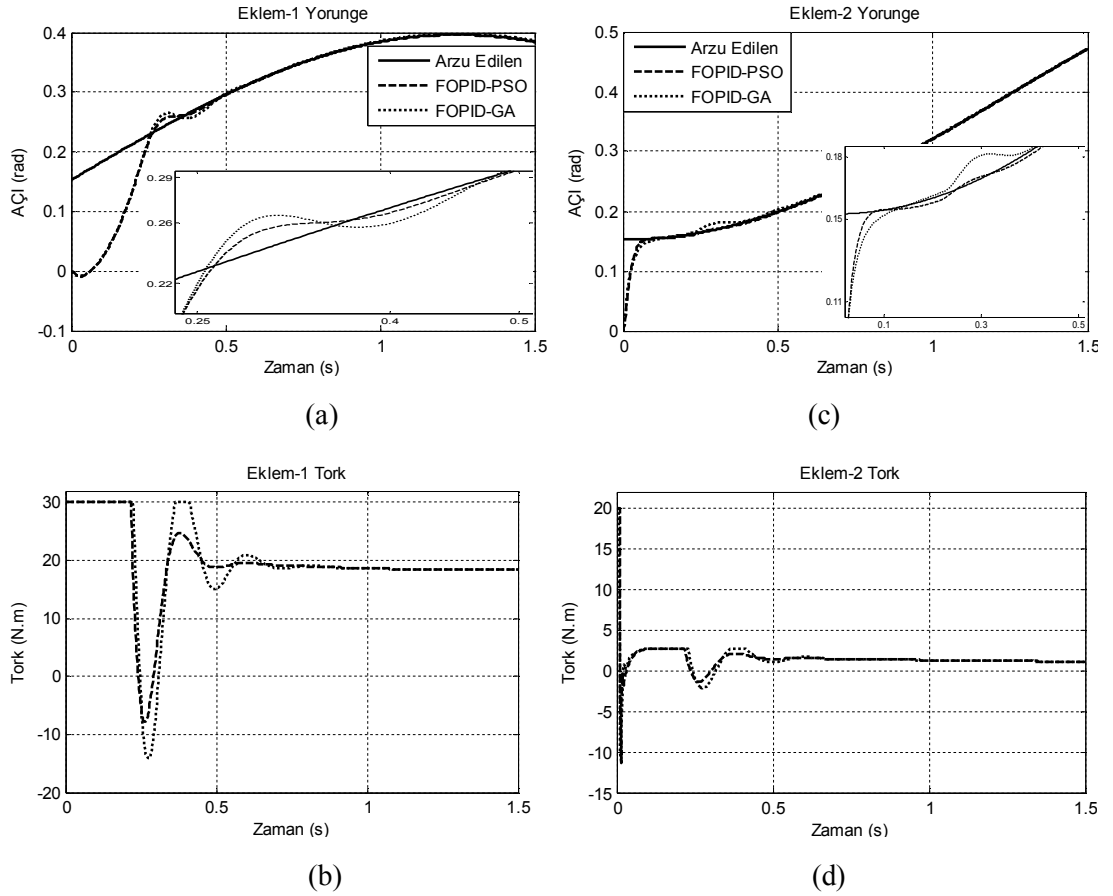 Eklem-1 Yorunge
0.4
0.3
0.2
0.1
0
-0.1
AÇI (rad)
Arzu Edilen
FOPID-PSO
FOPID-GA
0.29
0.26
0.22
0.25
0.4
0.5
0
0.5
1
1.5
Zaman (s)
(a)
Eklem-2 Yorunge
0.5
0.4
0.3
0.2
0.1
0
AÇI (rad)
Arzu Edilen
FOPID-PSO
FOPID-GA
0.18
0.15
0.11
0.1
0.3
0.5
0
0.5
1
1.5
Zaman (s)
(c)
Eklem-1 Tork
30
20
10
0
-10
-20
Tork (N.m)
0
0.5
1
1.5
Zaman (s)
(b)
Eklem-2 Tork
20
15
10
5
0
-5
-10
-15
Tork (N.m)
0
0.5
1
1.5
Zaman (s)
(d)